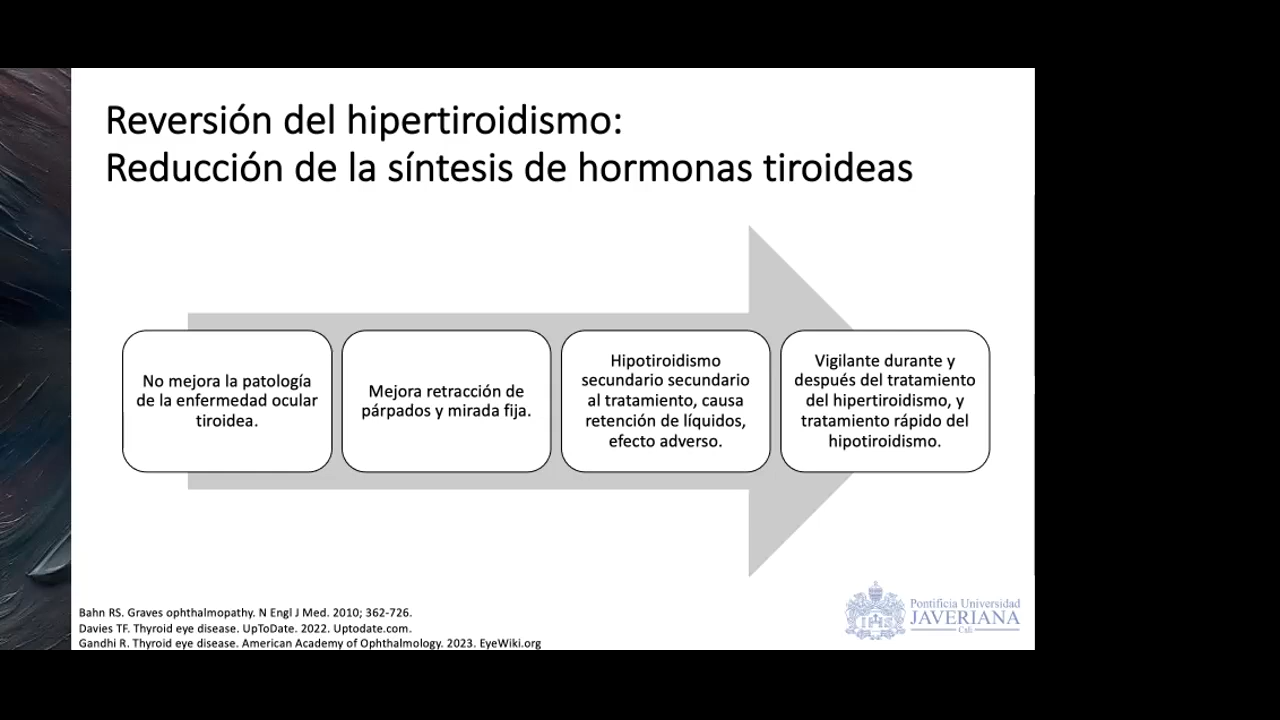 Reversión del hipertiroidismo:
Reducción de la síntesis de hormonas tiroideas
No mejora la patología
de la enfermedad ocular
tiroidea.
Mejora retracción de
párpados y mirada fija.
Hipotiroidismo
secundario secundario
al tratamiento, causa
retención de líquidos,
efecto adverso.
Vigilante durante y
después del tratamiento
del hipertiroidismo, y
tratamiento rápido del
hipotiroidismo.
Bahn RS. Graves ophthalmopathy. N Engl J Med. 2010; 362-726.
Davies TF. Thyroid eye disease. UpToDate. 2022. Uptodate.com.
Gandhi R. Thyroid eye disease. American Academy of Ophthalmology. 2023. EyeWiki.org
Pontificia Universidad
JAVERIANA
Cali